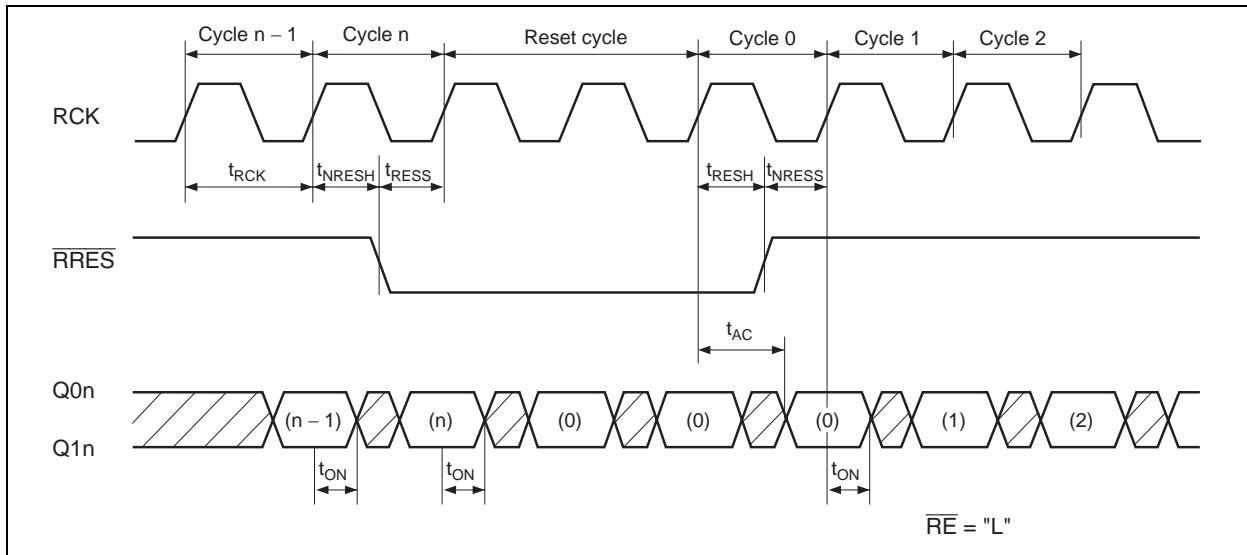 Cycle n – 1 Cycle n Reset cycle Cycle 0 Cycle 1 Cycle 2
RCK
tRCK tNRESH tRESS tRESH tNRESS
RRES
tAC
Q0n
(n – 1) (n) (0) (0) (0) (1) (2)
Q1n
tON tON tON
RE = "L"